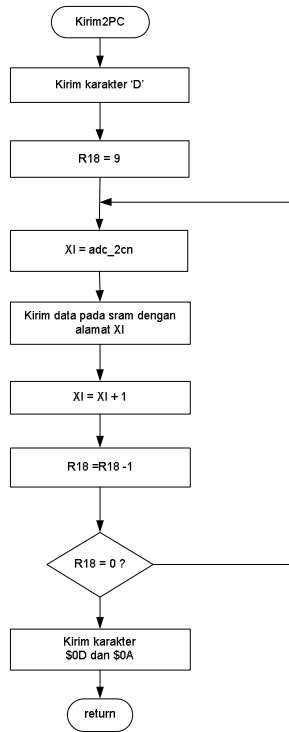 Kirim2PC
Kirim karakter ‘D’
R18 = 9
Xl = adc_2cn
Kirim data pada sram dengan
alamat Xl
Xl = Xl + 1
R18 =R18 -1
R18 = 0 ?
Kirim karakter
$0D dan $0A
return